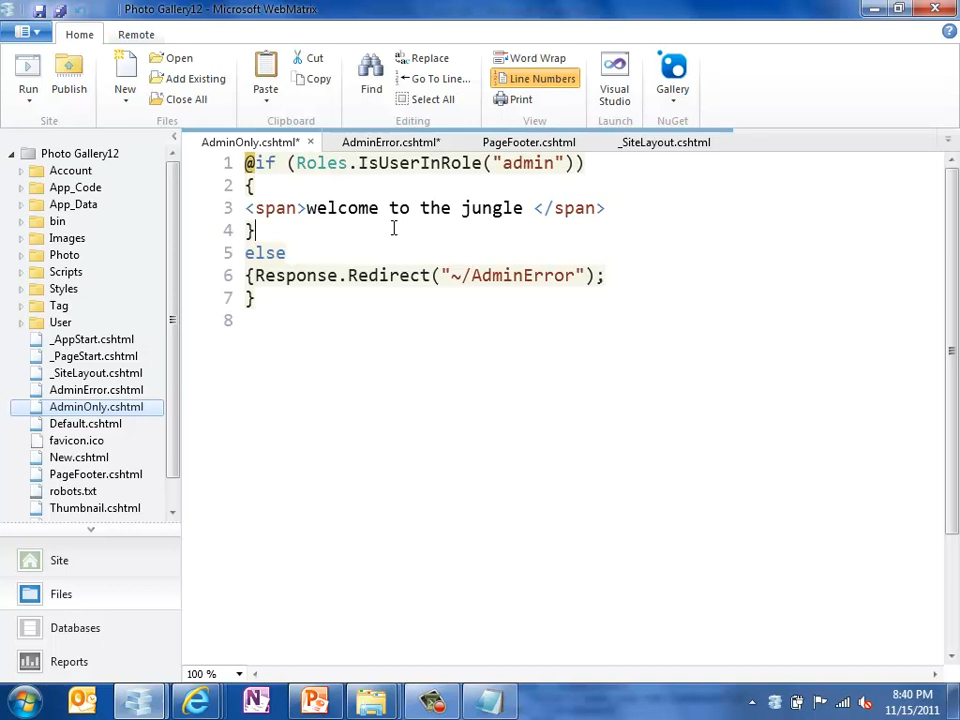 Photo Gallery12 - Microsoft WebMatrix
Home Remote
Run
Publish
Site
New
Open
Add Existing
Close All
Files
Paste
Cut
Copy
Clipboard
Find
Replace
Go To Line...
Select All
Editing
Word Wrap
Line Numbers
Print
View
Visual Studio
Launch
Gallery
NuGet
AdminOnly.cshtml* × AdminError.cshtml* PageFooter.cshtml _SiteLayout.cshtml
Photo Gallery12
Account
App_Code
App_Data
bin
Images
Photo
Scripts
Styles
Tag
User
_AppStart.cshtml
_PageStart.cshtml
_SiteLayout.cshtml
AdminError.cshtml
AdminOnly.cshtml
Default.cshtml
favicon.ico
New.cshtml
PageFooter.cshtml
robots.txt
Thumbnail.cshtml
Site
Files
Databases
Reports
1 @if (Roles.IsUserInRole("admin"))
2 {
3 <span>welcome to the jungle </span>
4 }
5 else
6 {Response.Redirect("~/AdminError");
7 }
8
100 %
8:40 PM
11/15/2011